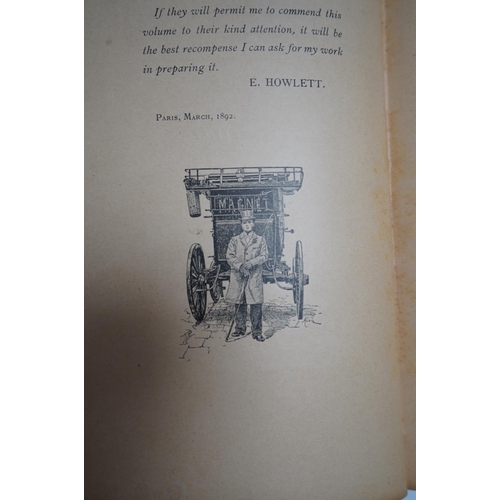 If they will permit me to commend this
volume to their kind attention, it will be
the best recompense I can ask for my work
in preparing it.
E. HOWLETT.
Paris, March, 1892.
MAGNET